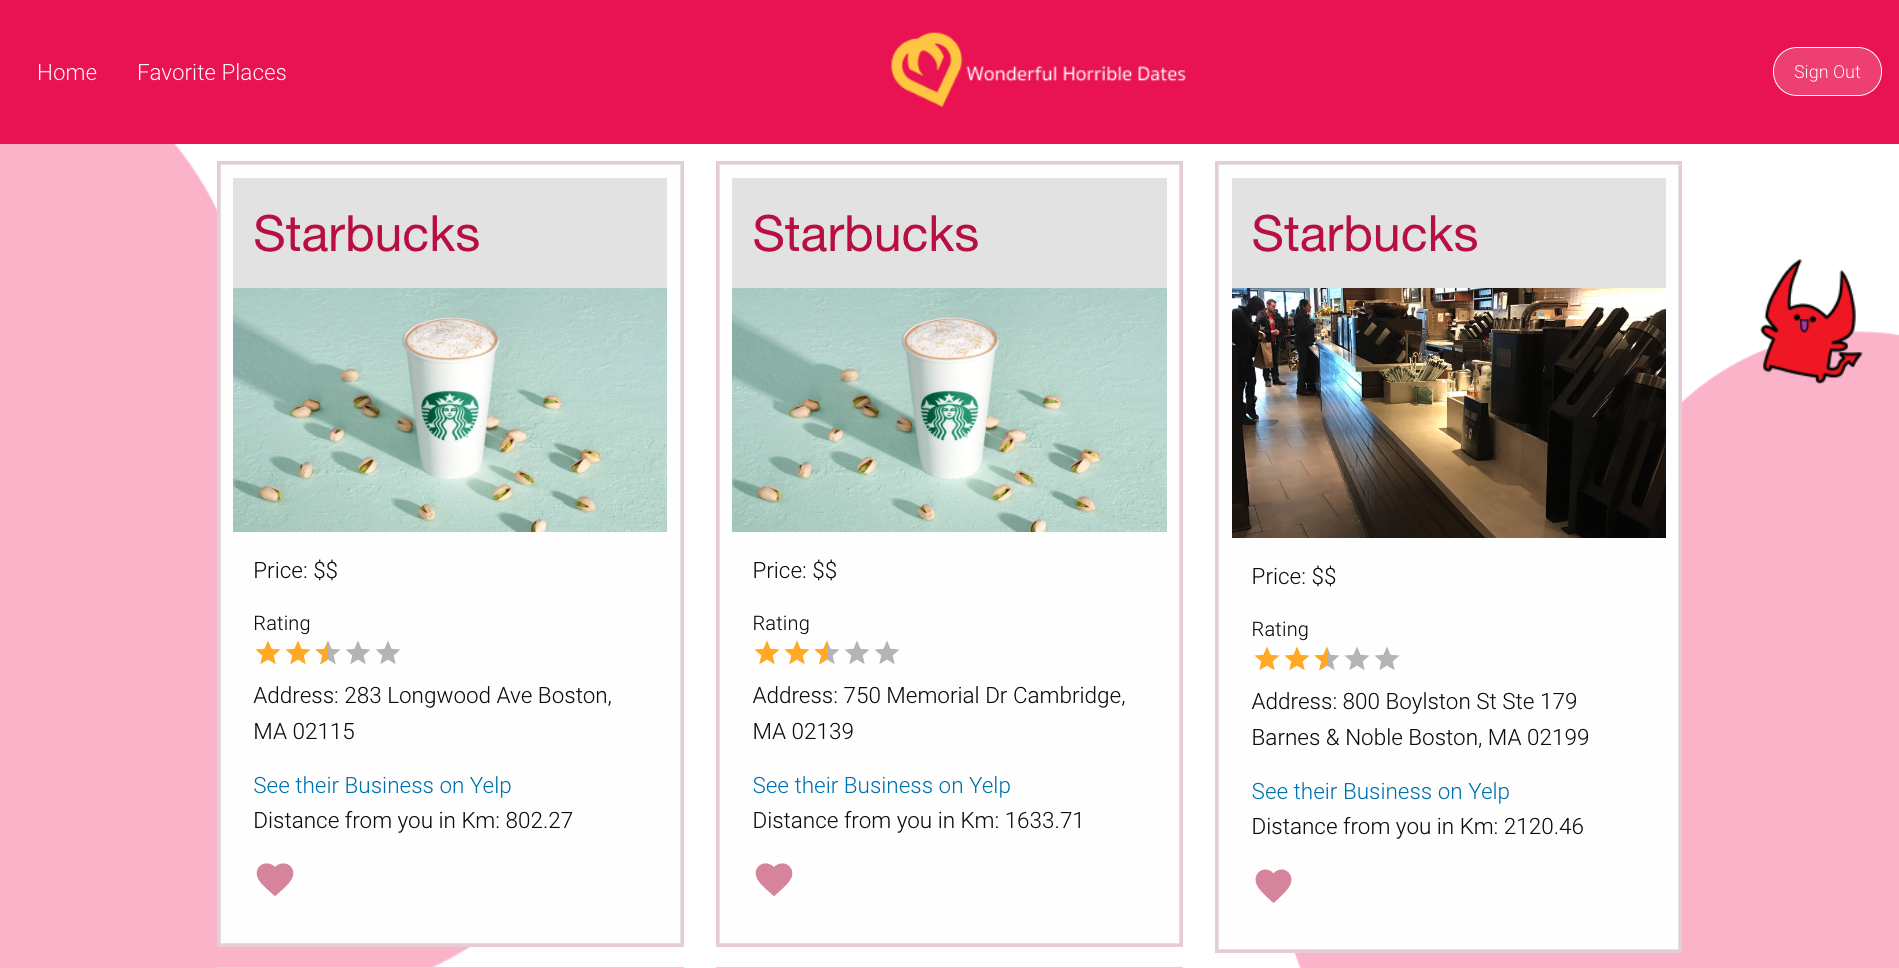 Home
Favorite Places
Wonderful Horrible Dates
Sign Out
Starbucks
Price: $$
Rating
Address: 283 Longwood Ave Boston,
MA 02115
See their Business on Yelp
Distance from you in Km: 802.27
Starbucks
Price: $$
Rating
Address: 750 Memorial Dr Cambridge,
MA 02139
See their Business on Yelp
Distance from you in Km: 1633.71
Starbucks
Price: $$
Rating
Address: 800 Boylston St Ste 179
Barnes & Noble Boston, MA 02199
See their Business on Yelp
Distance from you in Km: 2120.46